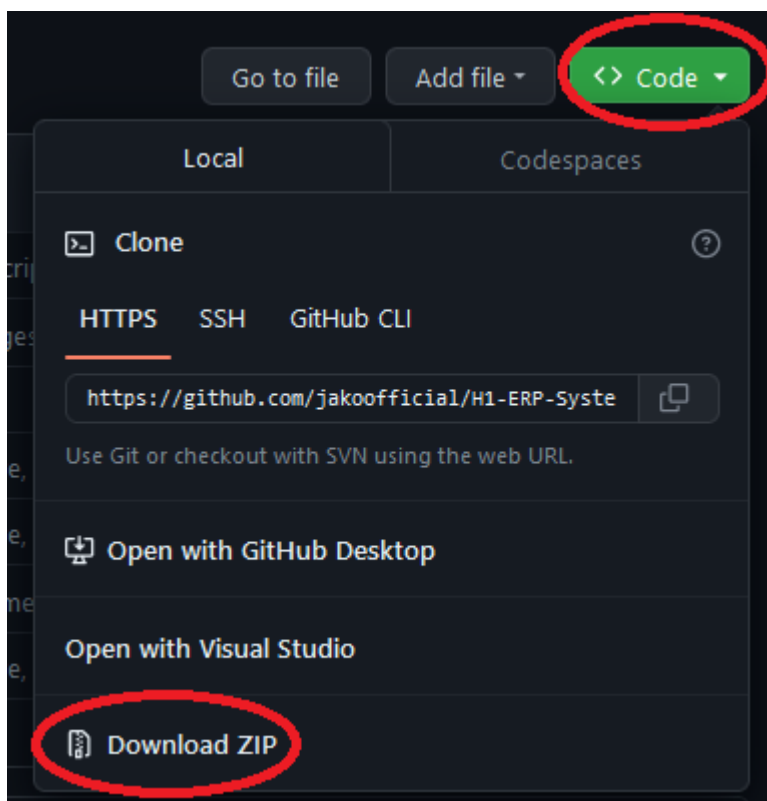 Go to file Add file <> Code
Local Codespaces
Clone
HTTPS SSH GitHub CLI
https://github.com/jakoofficial/H1-ERP-Syste
Use Git or checkout with SVN using the web URL.
Open with GitHub Desktop
Open with Visual Studio
Download ZIP